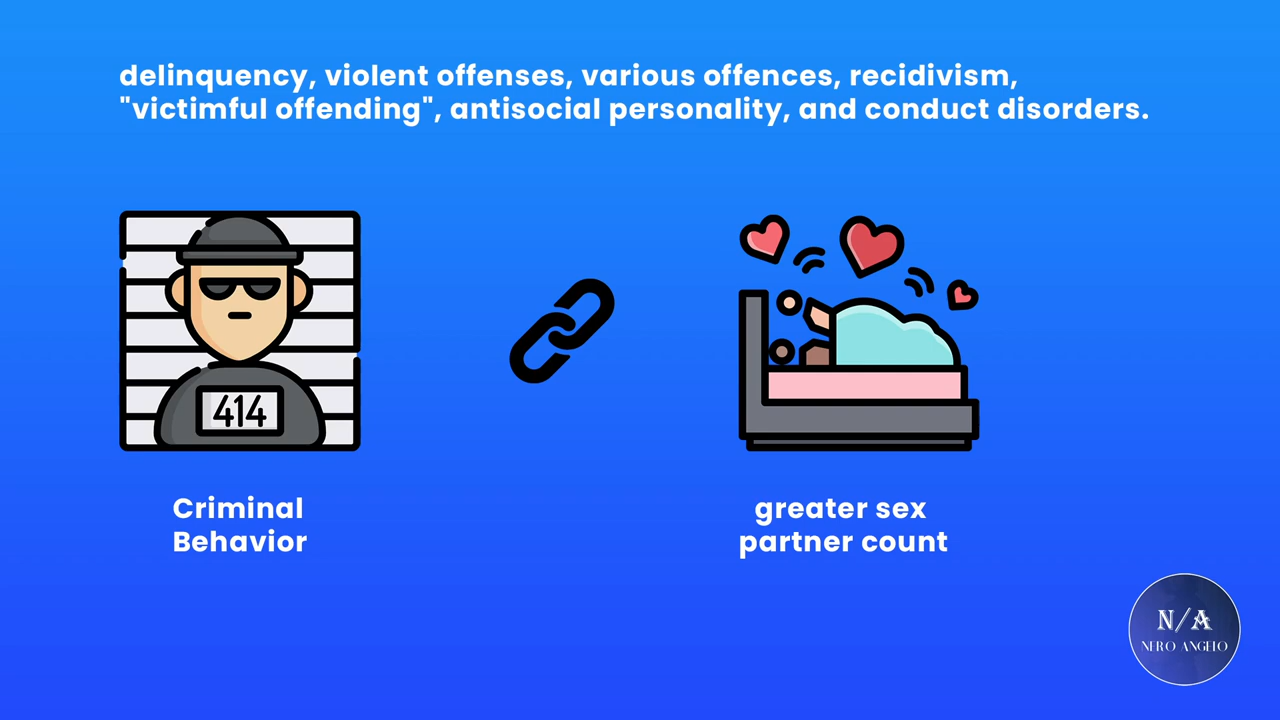 delinquency, violent offenses, various offences, recidivism,
"victimful offending", antisocial personality, and conduct disorders.
414
Criminal
Behavior
greater sex
partner count
N/A
NERO ANGELO